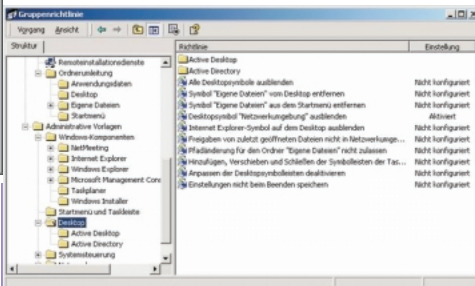 Gruppenrichtlinie
Vorgang Ansicht
Struktur
Richtlinie Einstellung
Remoteinstallationsdienste
Ordnerumleitung
Anwendungsdaten
Desktop
Eigene Dateien
Startmenü
Administrative Vorlagen
Windows-Komponenten
NetMeeting
Internet Explorer
Windows Explorer
Microsoft Management Con
Taskplaner
Windows Installer
Startmenü und Taskleiste
Desktop
Active Desktop
Active Directory
Systemsteuerung
Active Desktop
Active Directory
Alle Desktopsymbole ausblenden Nicht konfiguriert
Symbol "Eigene Dateien" vom Desktop entfernen Nicht konfiguriert
Symbol "Eigene Dateien" aus dem Startmenü entfernen Nicht konfiguriert
Desktopsymbol "Netzwerkumgebung" ausblenden Aktiviert
Internet Explorer-Symbol auf dem Desktop ausblenden Nicht konfiguriert
Freigaben von zuletzt geöffneten Dateien nicht in Netzwerkumge... Nicht konfiguriert
Pfadänderung für den Ordner "Eigene Dateien" nicht zulassen Nicht konfiguriert
Hinzufügen, Verschieben und Schließen der Symbolleisten der Tas... Nicht konfiguriert
Anpassen der Desktopsymbolleisten deaktivieren Nicht konfiguriert
Einstellungen nicht beim Beenden speichern Nicht konfiguriert